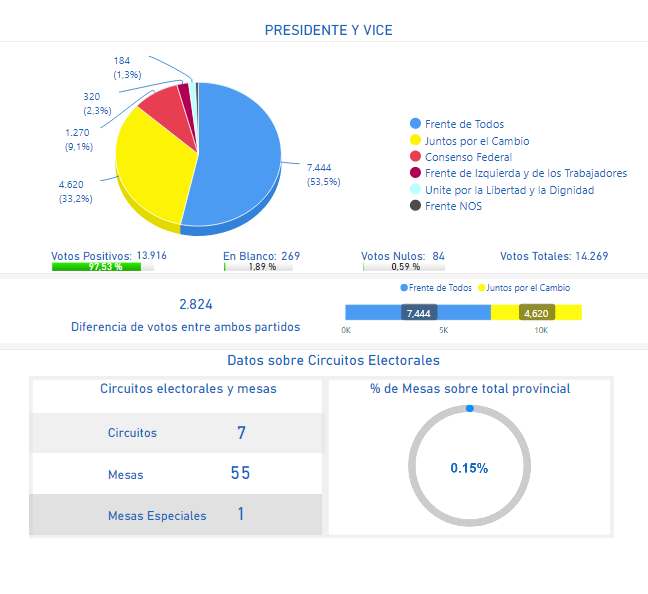 PRESIDENTE Y VICE
184
(1,3%)
320
(2,3%)
1.270
(9,1%)
4.620
(33,2%)
7.444
(53,5%)
Frente de Todos
Juntos por el Cambio
Consenso Federal
Frente de Izquierda y de los Trabajadores
Unite por la Libertad y la Dignidad
Frente NOS
Votos Positivos: 13.916
97,53 %
En Blanco: 269
1,89 %
Votos Nulos: 84
0,59 %
Votos Totales: 14.269
2.824
Diferencia de votos entre ambos partidos
Frente de Todos Juntos por el Cambio
7,444 4,620
0K 5K 10K
Datos sobre Circuitos Electorales
Circuitos electorales y mesas
Circuitos 7
Mesas 55
Mesas Especiales 1
% de Mesas sobre total provincial
0.15%